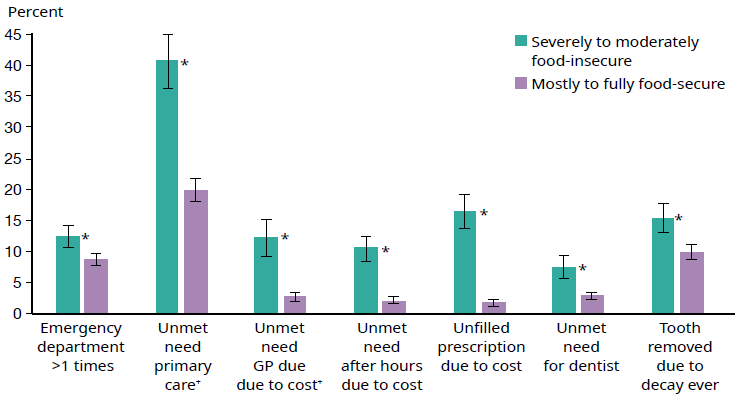 Percent
45
40
35
30
25
20
15
10
5
0
Severely to moderately
food-insecure
Mostly to fully food-secure
*
*
*
*
*
*
*
Emergency
department
>1 times
Unmet
need
primary
care⁺
Unmet
need
GP due
due to cost⁺
Unmet
need
after hours
due to cost
Unfilled
prescription
due to cost
Unmet
need
for dentist
Tooth
removed
due to
decay ever